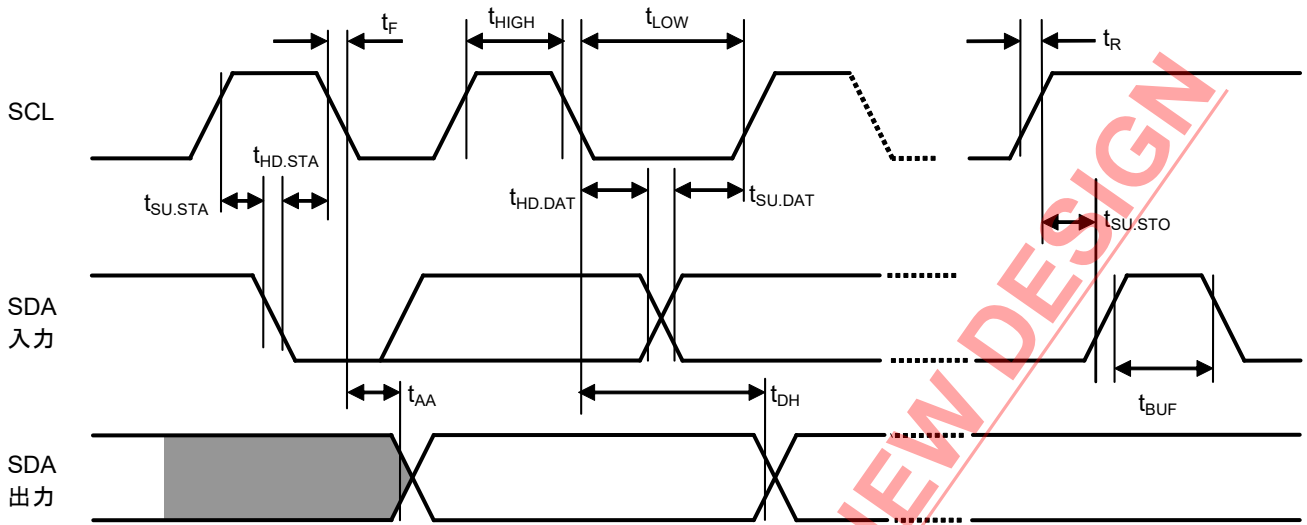 tF
tHIGH
tLOW
tR
SCL
tHD.STA
tSU.STA
tHD.DAT
tSU.DAT
tSU.STO
SDA
入力
tAA
tDH
tBUF
SDA
出力
NEW DESIGN